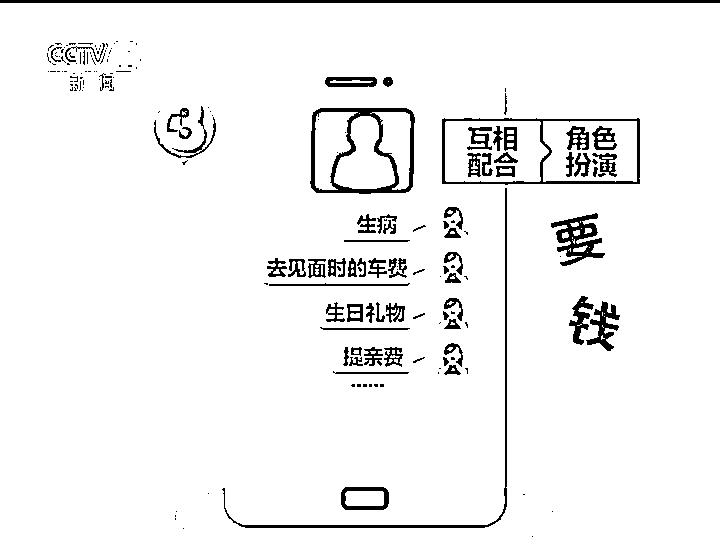 CCTV 13
新闻
互相配合
角色扮演
生病
去见面时的车费
生日礼物
提亲费
……
要
钱